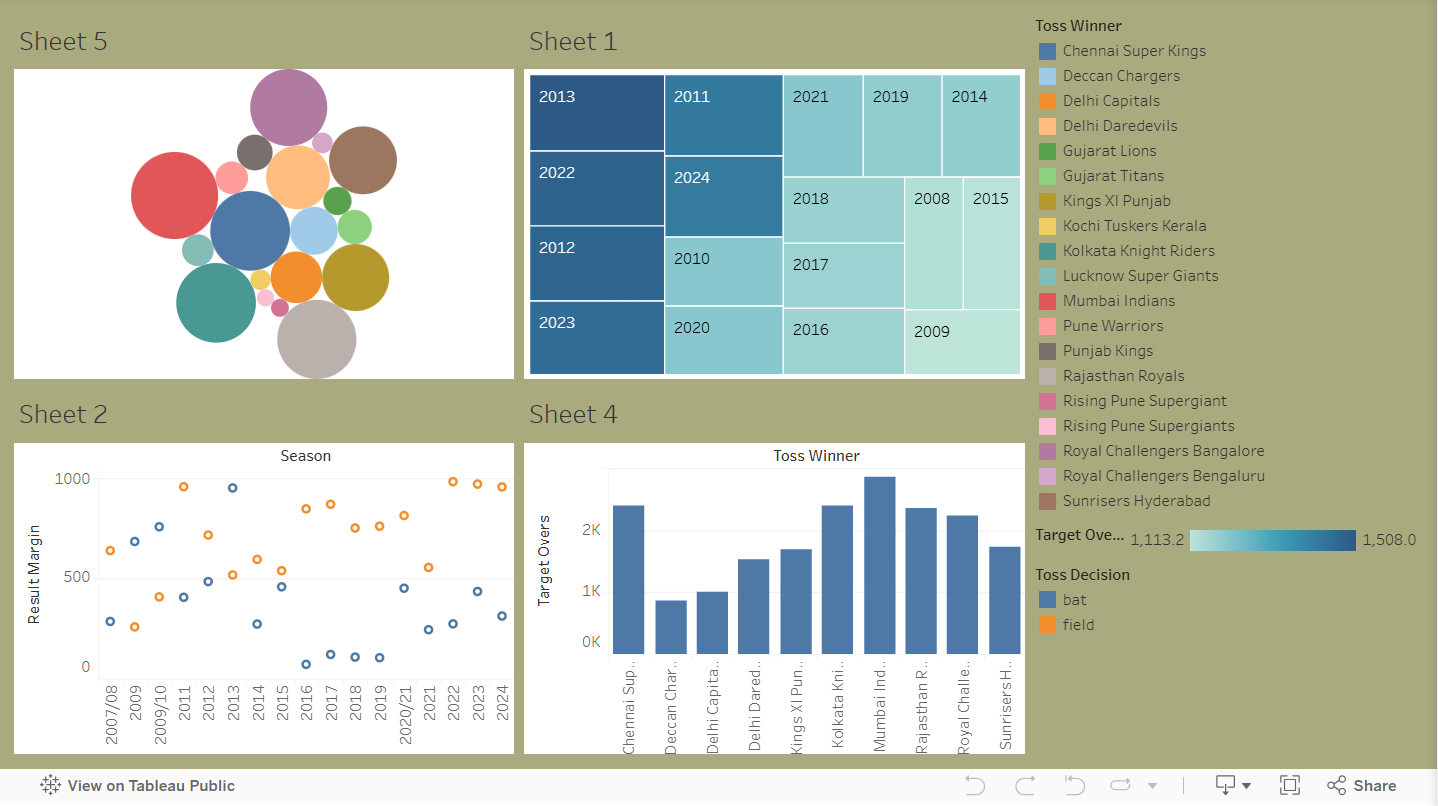 Sheet 5
Sheet 1
2013
2022
2012
2023
2011
2024
2010
2020
2021
2019
2014
2018
2017
2016
2008
2015
2009
Sheet 2
Season
Result Margin
1000
500
0
2007/08
2009
2009/10
2011
2012
2013
2014
2015
2016
2017
2018
2019
2020/21
2021
2022
2023
2024
Sheet 4
Toss Winner
Target Overs
2K
1K
0K
Chennai Sup..
Deccan Char..
Delhi Capita..
Delhi Dared..
Kings XI Pun..
Kolkata Kni..
Mumbai Ind..
Rajasthan R..
Royal Challe..
Sunrisers H..
Toss Winner
Chennai Super Kings
Deccan Chargers
Delhi Capitals
Delhi Daredevils
Gujarat Lions
Gujarat Titans
Kings XI Punjab
Kochi Tuskers Kerala
Kolkata Knight Riders
Lucknow Super Giants
Mumbai Indians
Pune Warriors
Punjab Kings
Rajasthan Royals
Rising Pune Supergiant
Rising Pune Supergiants
Royal Challengers Bangalore
Royal Challengers Bengaluru
Sunrisers Hyderabad
Target Ove... 1,113.2 1,508.0
Toss Decision
bat
field
View on Tableau Public
Share